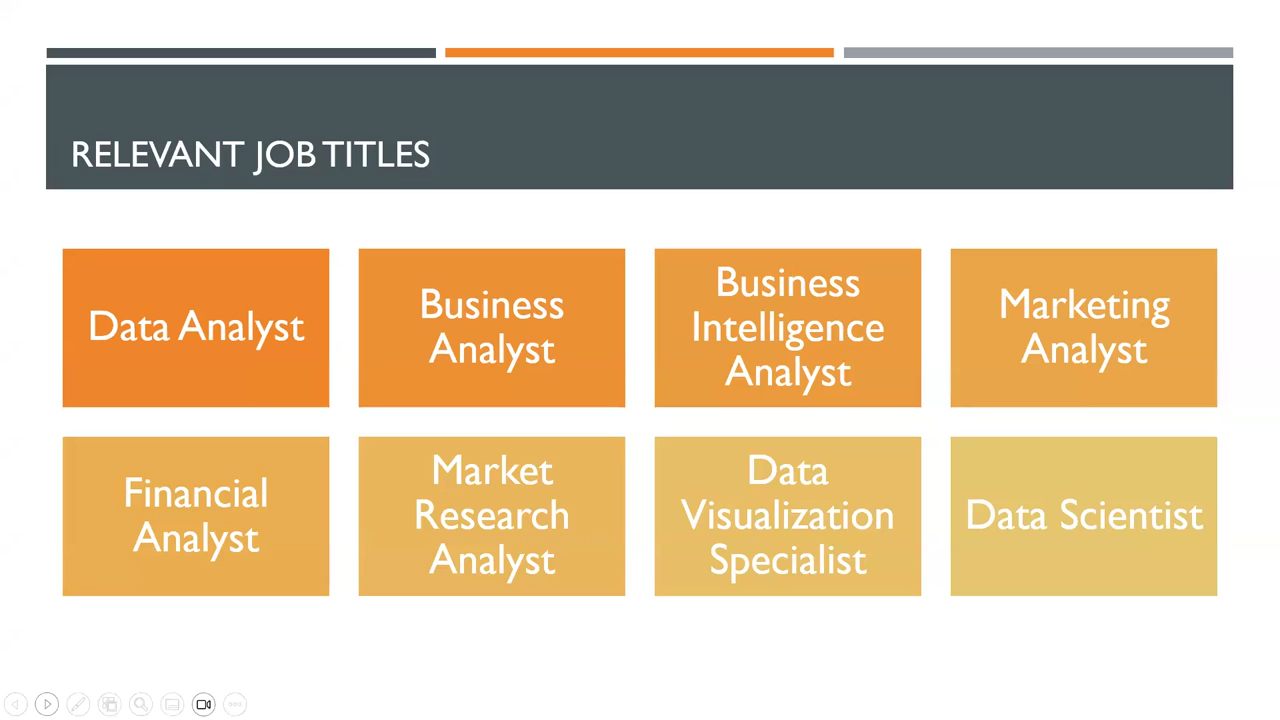 RELEVANT JOB TITLES
Data Analyst
Business
Analyst
Business
Intelligence
Analyst
Marketing
Analyst
Financial
Analyst
Market
Research
Analyst
Data
Visualization
Specialist
Data Scientist